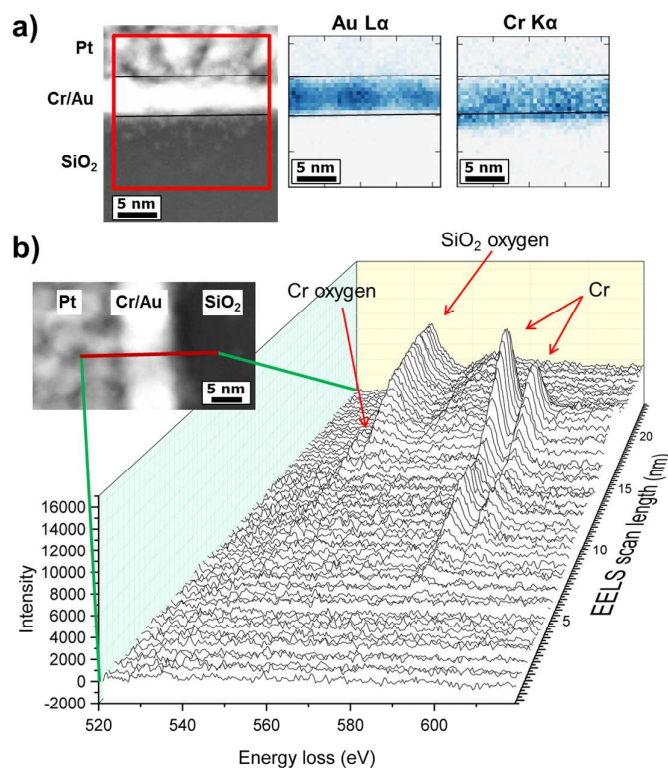 a)
Pt
Cr/Au
SiO₂
5 nm
Au Lα
5 nm
Cr Kα
5 nm
b)
Pt Cr/Au SiO₂
5 nm
SiO₂ oxygen
Cr oxygen
Cr
16000
14000
12000
10000
8000
6000
4000
2000
0
-2000
Intensity
520 540 560 580 600
Energy loss (eV)
5
10
15
20
EELS scan length (nm)